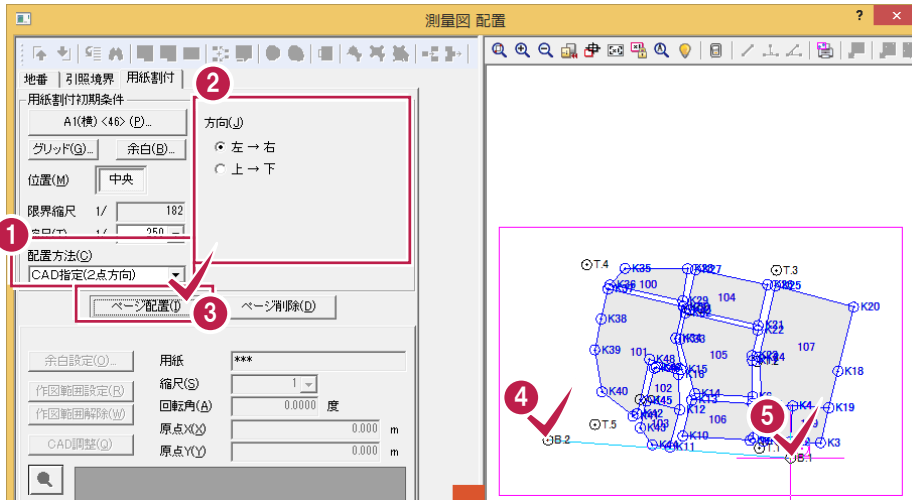 測量図 配置
? ×
地番 引照境界 用紙割付
用紙割付初期条件
A1(横) <46> (P)...
グリッド(G)... 余白(B)...
位置(M) 中央
限界縮尺 1/ 182
1/ 250
配置方法(C)
CAD指定(2点方向)
方向(J)
左 → 右
上 → 下
ページ配置(I) ページ削除(D)
1
2
3
余白設定(O)...
作図範囲設定(R)
作図範囲解除(W)
CAD調整(Q)
用紙 ***
縮尺(S) 1
回転角(A) 0.0000 度
原点X(X) 0.000 m
原点Y(Y) 0.000 m
4
5
T.4 K35 K27 T.3
100 104 K25 K20
K29
K38 K22 107
K39 101 K48 105 K18
K15
K16
K40 102 K14
K13 K4 K19
K12
106
T.5 K10 K3
B.2 K11 T.1
B.1